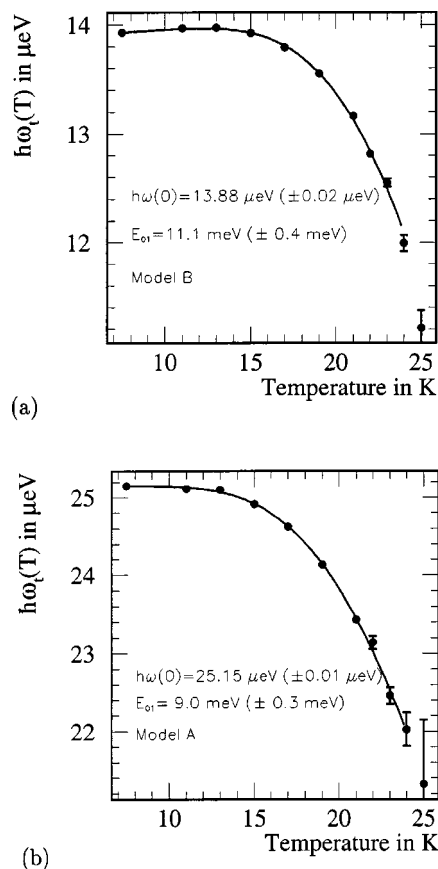 ħω_t(T) in μeV
14
13
12
hω(0)=13.88 μeV (±0.02 μeV)
E₀₁=11.1 meV (± 0.4 meV)
Model B
10
15
20
25
Temperature in K
(a)
ħω_t(T) in μeV
25
24
23
22
hω(0)=25.15 μeV (±0.01 μeV)
E₀₁= 9.0 meV (± 0.3 meV)
Model A
10
15
20
25
Temperature in K
(b)